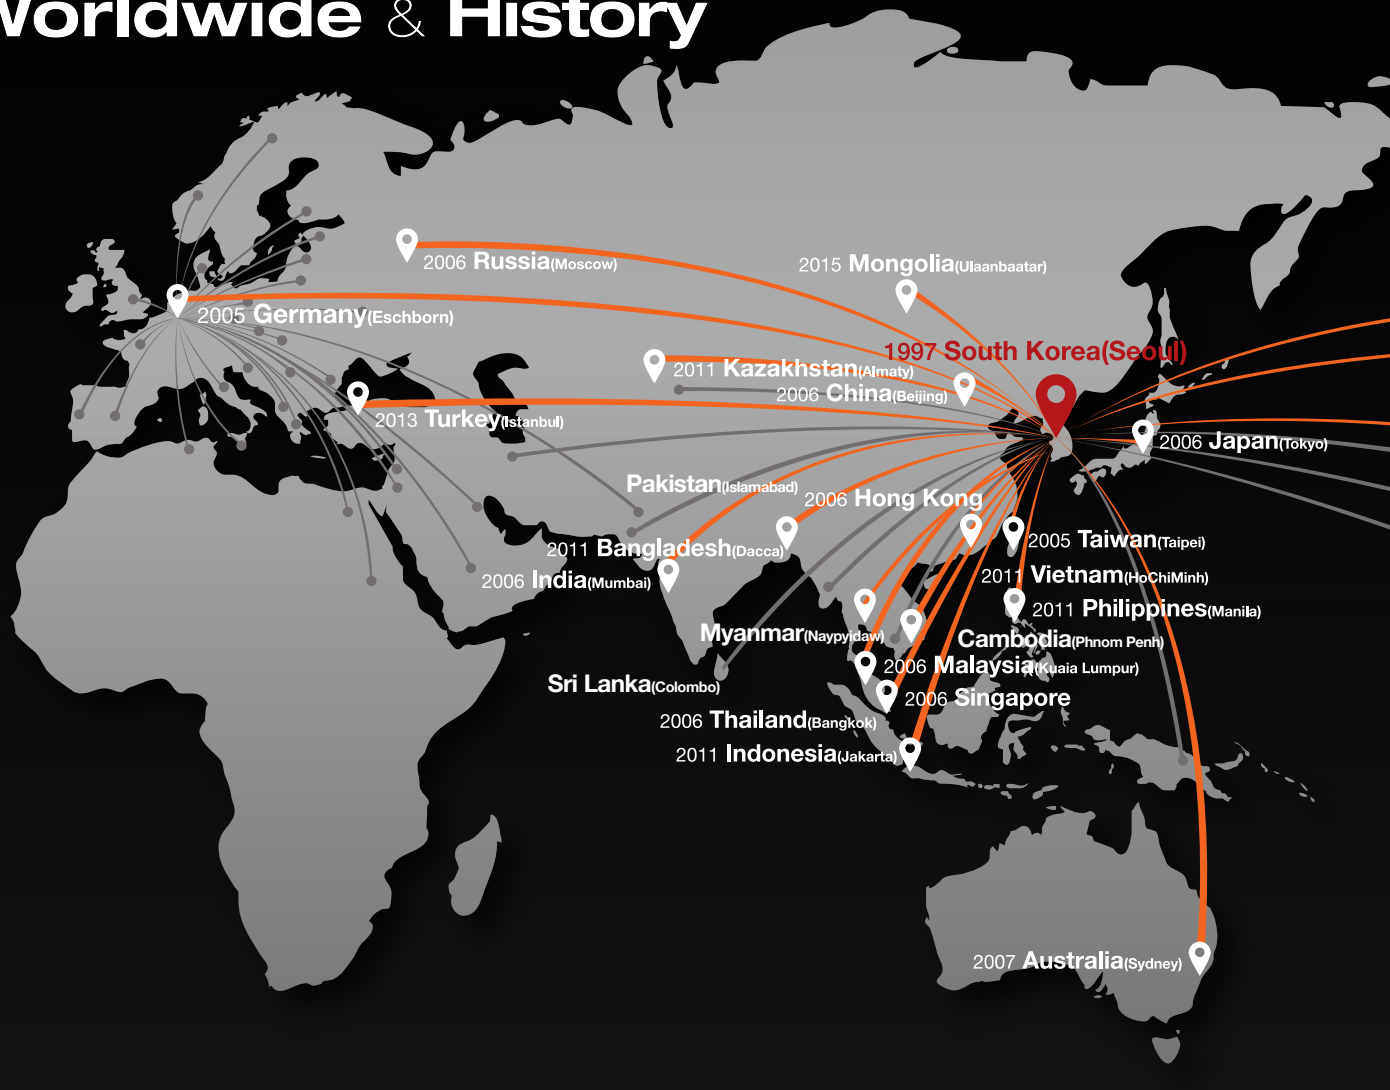 Worldwide & History
2006 Russia(Moscow)
2015 Mongolia(Ulaanbaatar)
2005 Germany(Eschborn)
1997 South Korea(Seoul)
2011 Kazakhstan(Almaty)
2006 China(Beijing)
2013 Turkey(Istanbul)
2006 Japan(Tokyo)
Pakistan(Islamabad)
2006 Hong Kong
2005 Taiwan(Taipei)
2011 Bangladesh(Dacca)
2006 India(Mumbai)
2011 Vietnam(HoChiMinh)
2011 Philippines(Manila)
Myanmar(Naypyidaw)
Cambodia(Phnom Penh)
2006 Malaysia(Kuaia Lumpur)
Sri Lanka(Colombo)
2006 Singapore
2006 Thailand(Bangkok)
2011 Indonesia(Jakarta)
2007 Australia(Sydney)